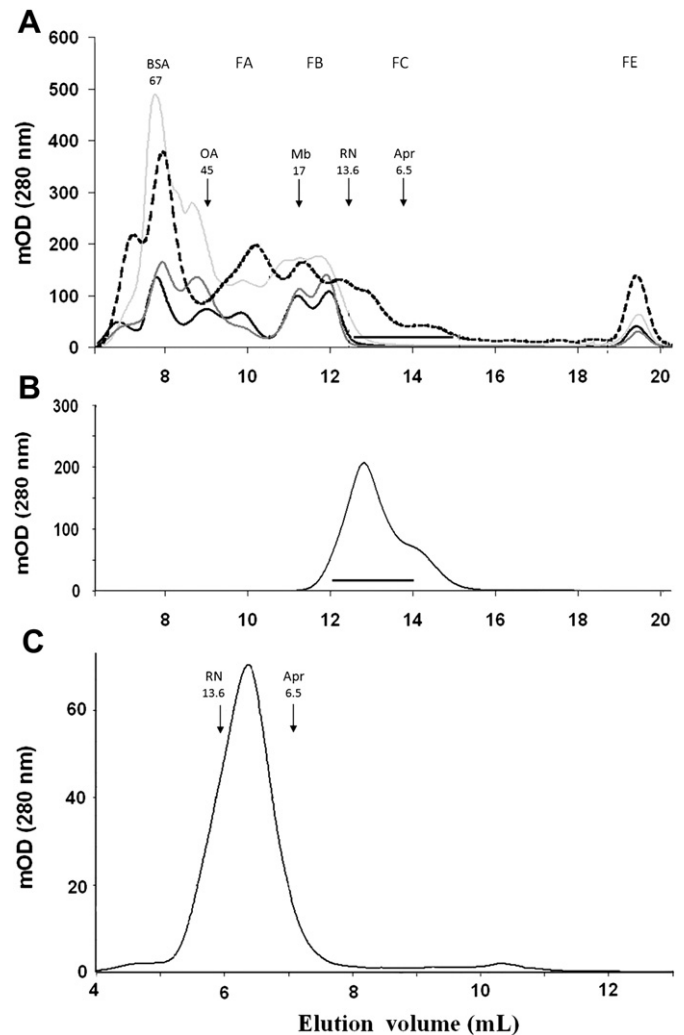 A
600
500
400
300
200
100
0
mOD (280 nm)
FA
FB
FC
FE
BSA
67
OA
45
Mb
17
RN
13.6
Apr
6.5
8
10
12
14
16
18
20
B
300
200
100
0
mOD (280 nm)
8
10
12
14
16
18
20
C
60
40
20
0
mOD (280 nm)
RN
13.6
Apr
6.5
4
6
8
10
12
Elution volume (mL)